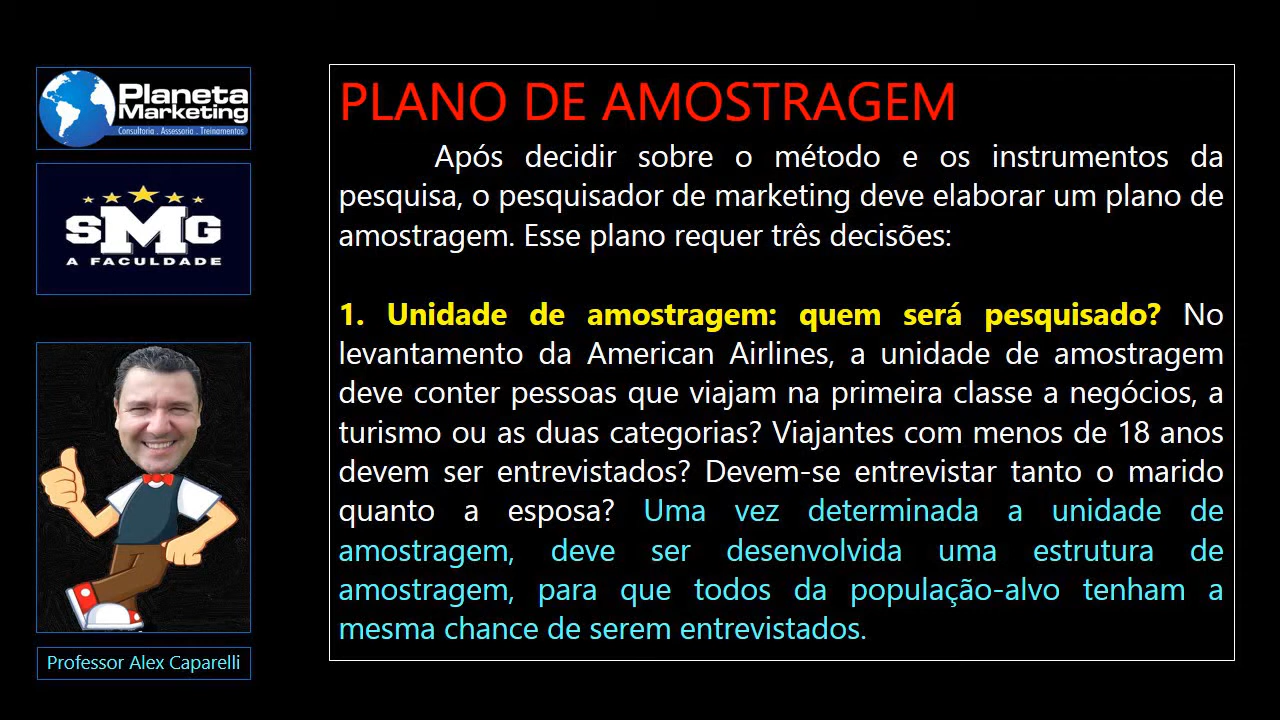 Planeta
Marketing
Consultoria . Assessoria . Treinamentos
SMG
A FACULDADE
Professor Alex Caparelli
PLANO DE AMOSTRAGEM
Após decidir sobre o método e os instrumentos da
pesquisa, o pesquisador de marketing deve elaborar um plano de
amostragem. Esse plano requer três decisões:
1. Unidade de amostragem: quem será pesquisado? No
levantamento da American Airlines, a unidade de amostragem
deve conter pessoas que viajam na primeira classe a negócios, a
turismo ou as duas categorias? Viajantes com menos de 18 anos
devem ser entrevistados? Devem-se entrevistar tanto o marido
quanto a esposa? Uma vez determinada a unidade de
amostragem, deve ser desenvolvida uma estrutura de
amostragem, para que todos da população-alvo tenham a
mesma chance de serem entrevistados.